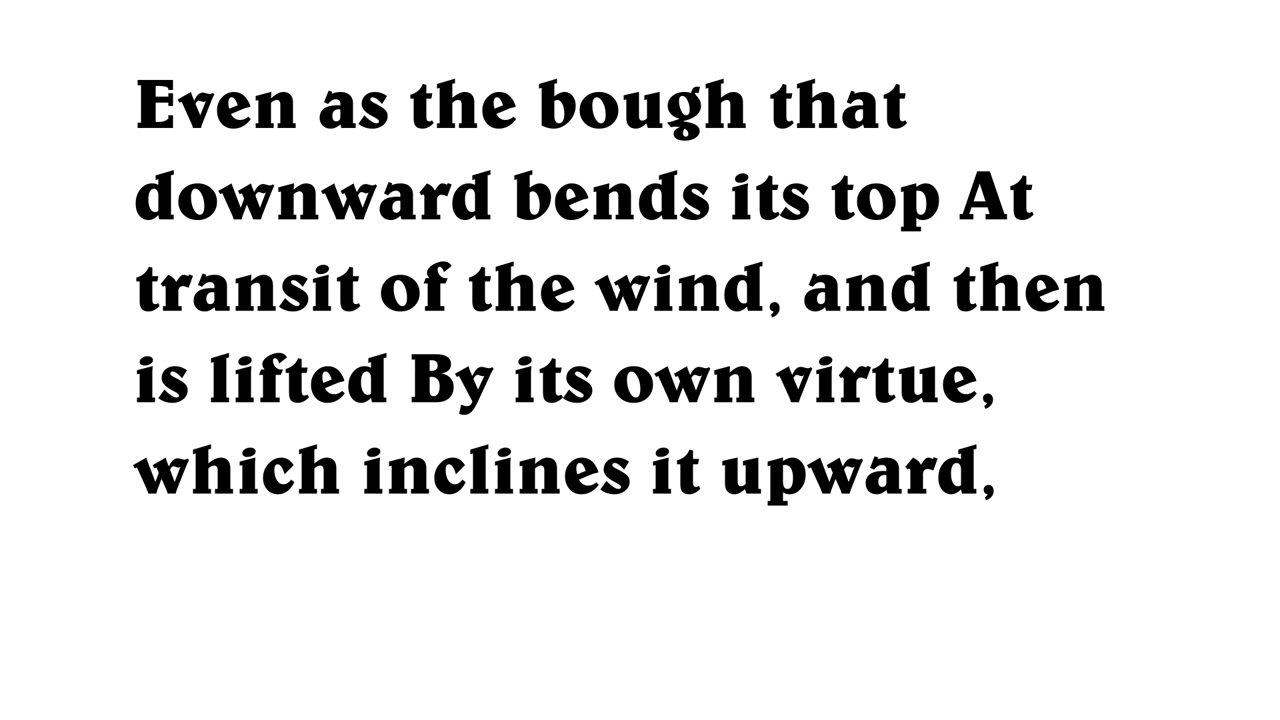 Even as the bough that
downward bends its top At
transit of the wind, and then
is lifted By its own virtue,
which inclines it upward,